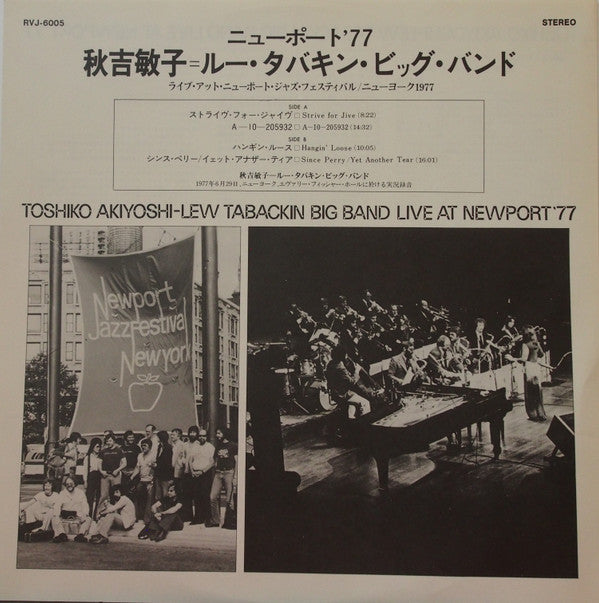 RVJ-6005
STEREO
ニューポート'77
秋吉敏子=ルー・タバキン・ビッグ・バンド
ライブ・アット・ニューポート・ジャズ・フェスティバル/ニューヨーク1977
SIDE A
ストライヴ・フォー・ジャイヴ□Strive for Jive (8:22)
A—10—205932□A-10-205932 (14:32)
SIDE B
ハンギン・ルース□Hangin' Loose (10:05)
シンス・ペリー/イェット・アナザー・ティア□Since Perry/Yet Another Tear (16:01)
秋吉敏子=ルー・タバキン・ビッグ・バンド
1977年6月29日、ニューヨーク、エヴァリー・フィッシャー・ホールに於ける実況録音
TOSHIKO AKIYOSHI-LEW TABACKIN BIG BAND LIVE AT NEWPORT '77
Newport
Jazz Festival
New York